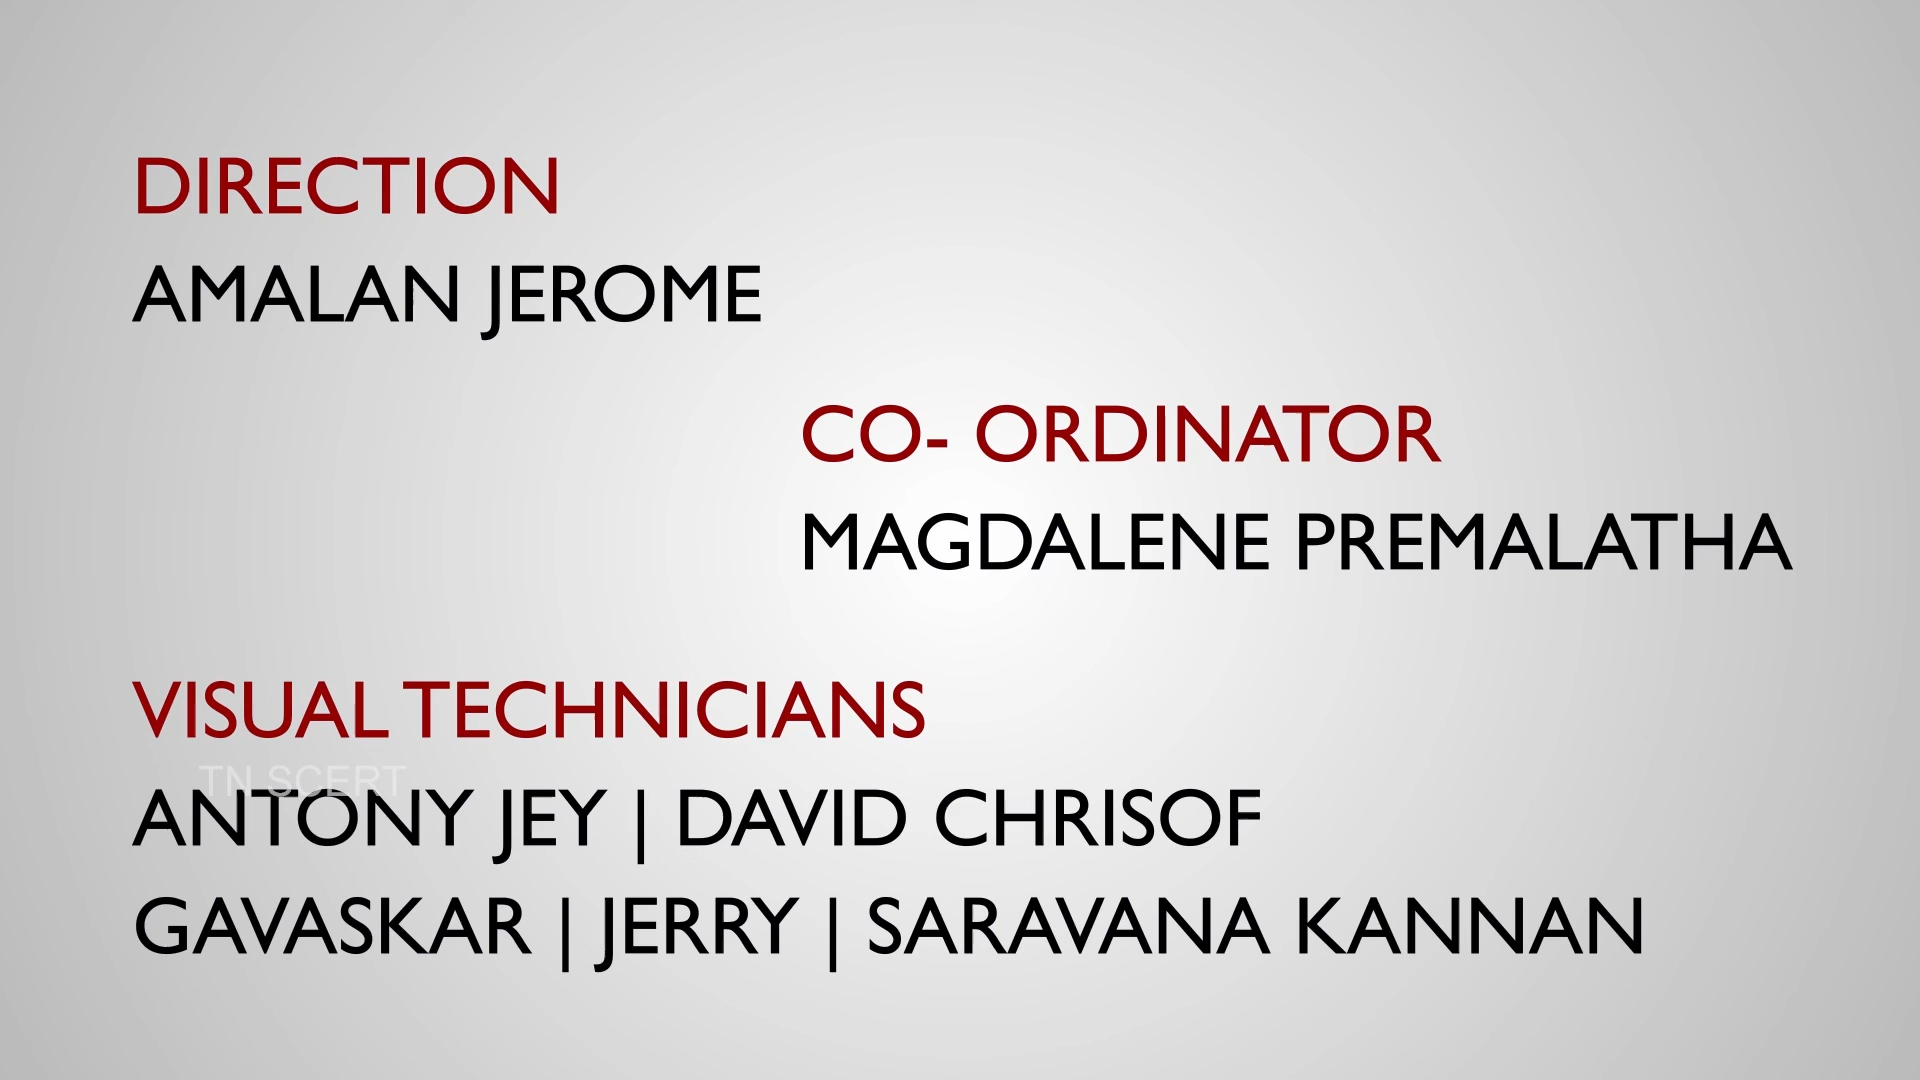 DIRECTION
AMALAN JEROME
CO- ORDINATOR
MAGDALENE PREMALATHA
VISUAL TECHNICIANS
TN SCERT
ANTONY JEY | DAVID CHRISOF
GAVASKAR | JERRY | SARAVANA KANNAN